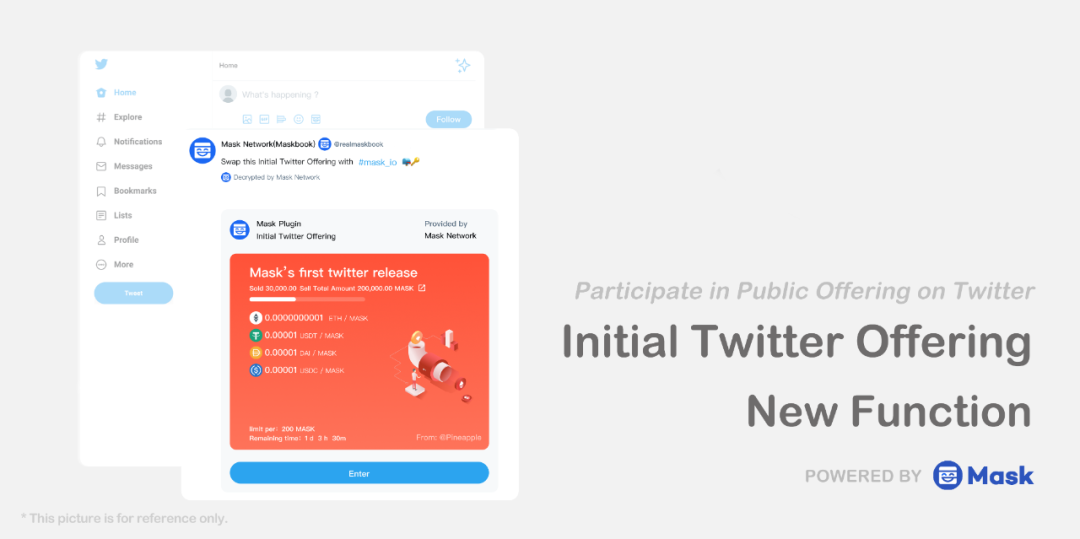 Home
Home
What's happening ?
Explore
GIF
Follow
Notifications
Mask Network(Maskbook) @realmaskbook
Swap this Initial Twitter Offering with #mask_io
Messages
Decrypted by Mask Network
Bookmarks
Lists
Profile
More
Tweet
Mask Plugin
Initial Twitter Offering
Provided by
Mask Network
Mask's first twitter release
Sold 30,000.00 Sell Total Amount 200,000.00 MASK
0.0000000001 ETH / MASK
0.00001 USDT / MASK
0.00001 DAI / MASK
0.00001 USDC / MASK
limit per: 200 MASK
Remaining time: 1 d 3 h 30m
From: @Pineapple
Enter
Participate in Public Offering on Twitter
Initial Twitter Offering
New Function
POWERED BY Mask
* This picture is for reference only.